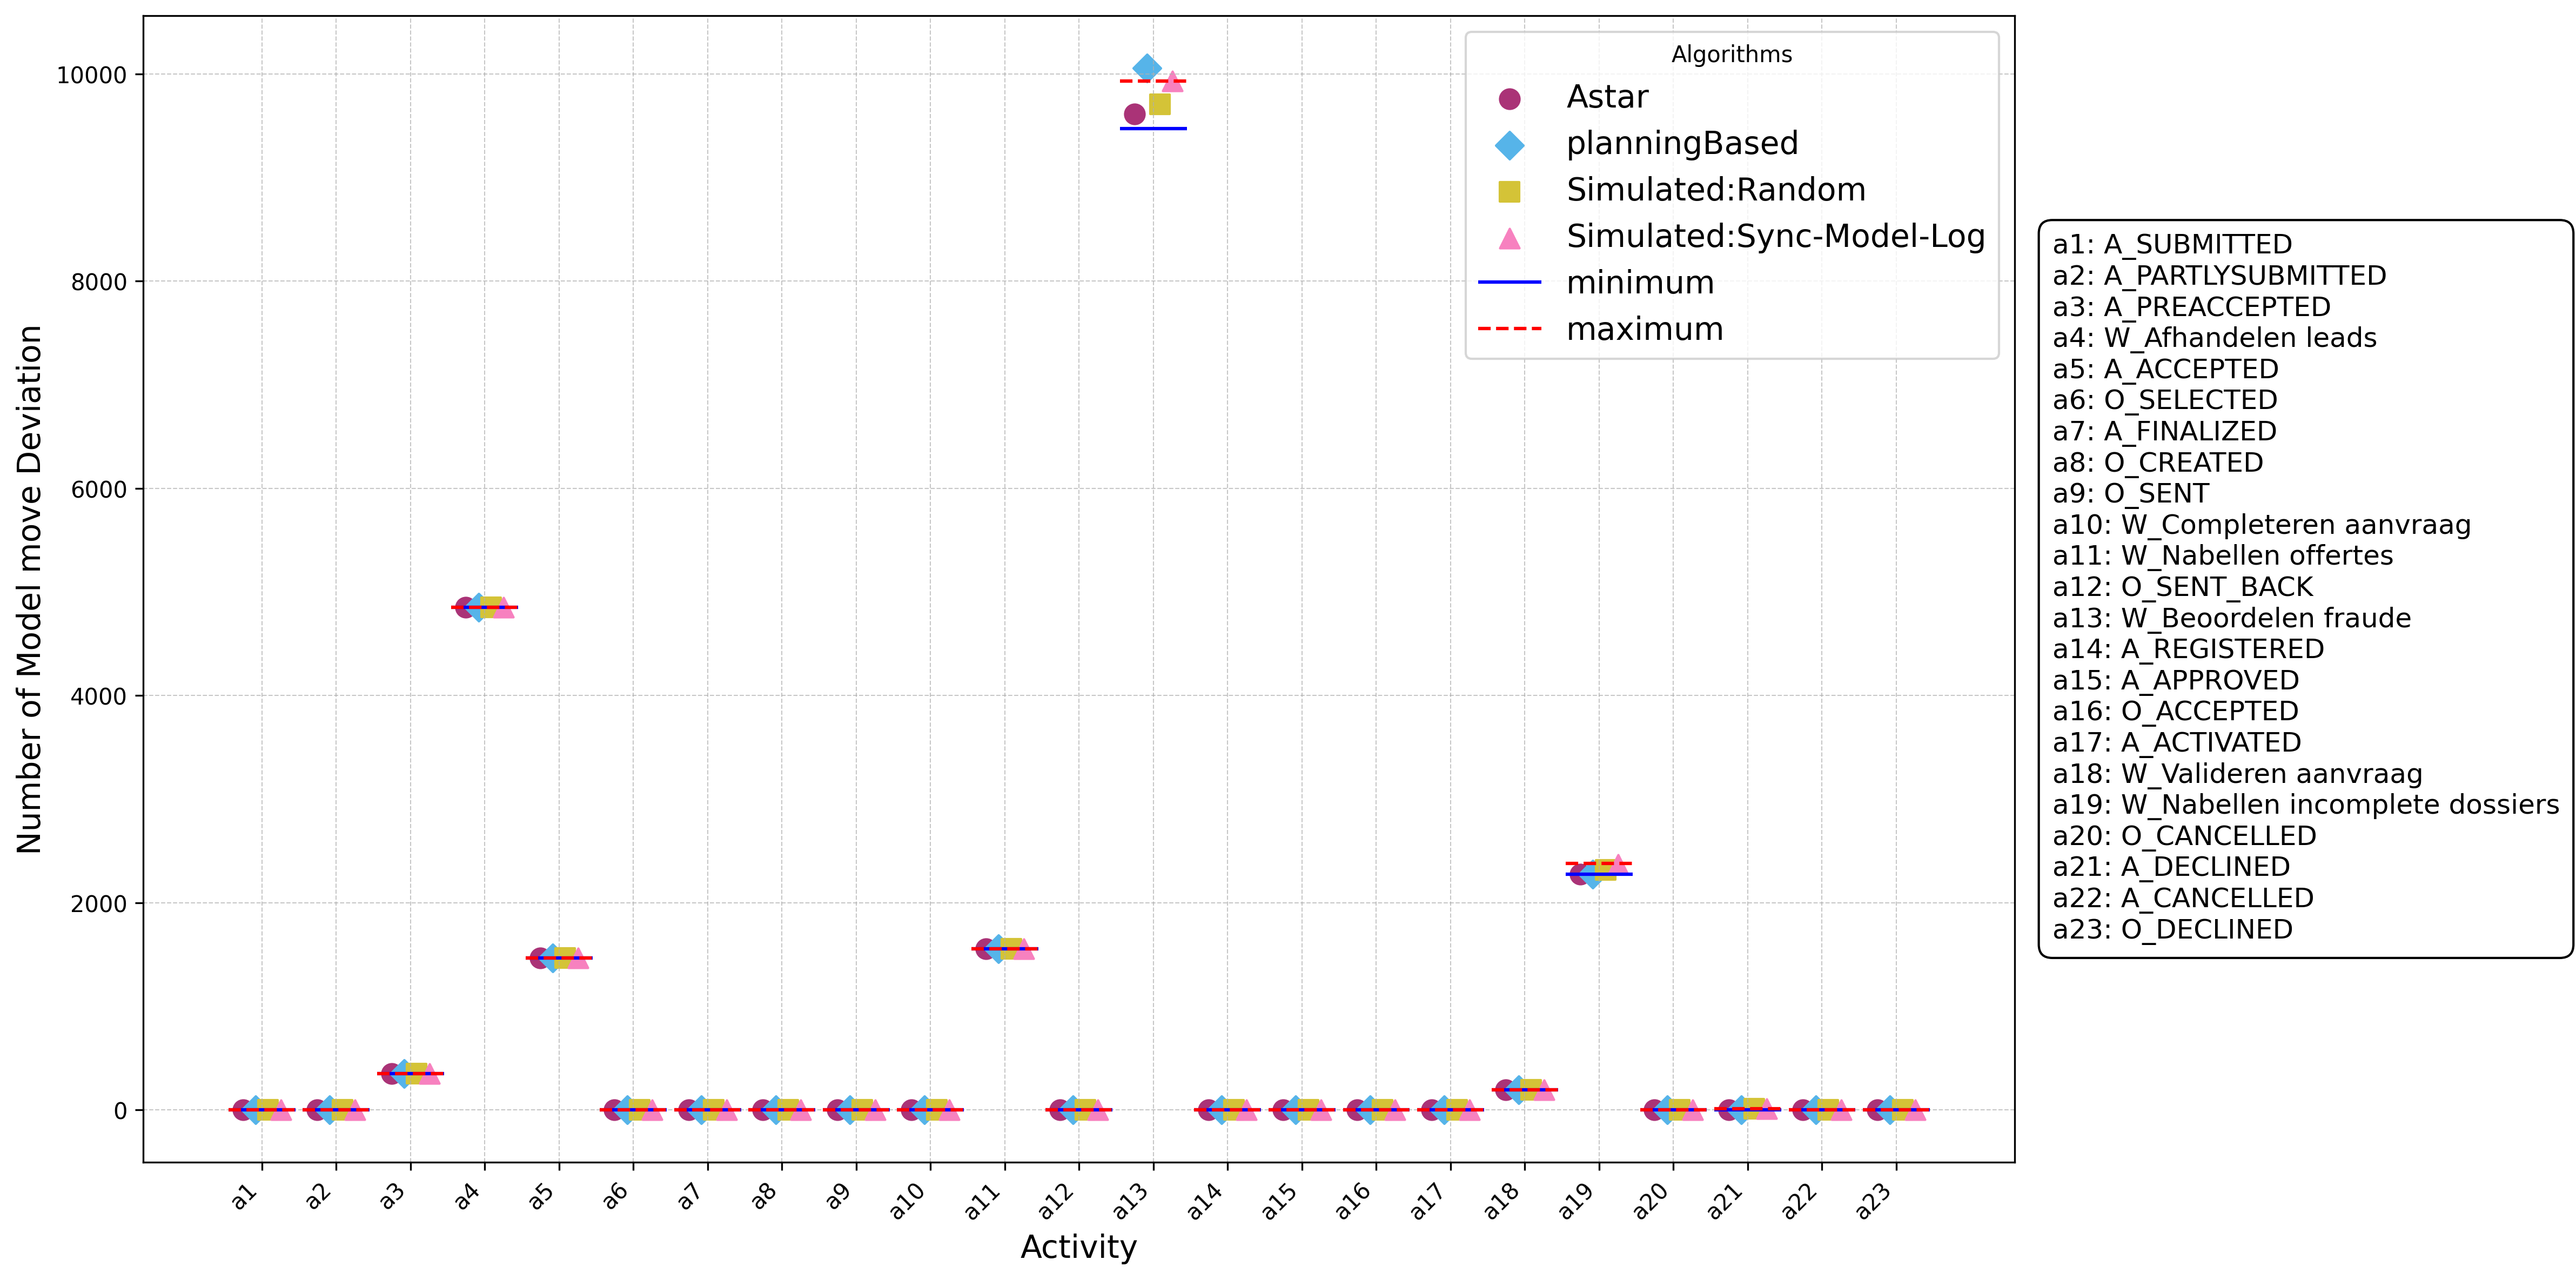 Algorithms
Astar
planningBased
Simulated:Random
Simulated:Sync-Model-Log
minimum
maximum
Number of Model move Deviation
10000
8000
6000
4000
2000
0
a1 a2 a3 a4 a5 a6 a7 a8 a9 a10 a11 a12 a13 a14 a15 a16 a17 a18 a19 a20 a21 a22 a23
Activity
a1: A_SUBMITTED
a2: A_PARTLYSUBMITTED
a3: A_PREACCEPTED
a4: W_Afhandelen leads
a5: A_ACCEPTED
a6: O_SELECTED
a7: A_FINALIZED
a8: O_CREATED
a9: O_SENT
a10: W_Completeren aanvraag
a11: W_Nabellen offertes
a12: O_SENT_BACK
a13: W_Beoordelen fraude
a14: A_REGISTERED
a15: A_APPROVED
a16: O_ACCEPTED
a17: A_ACTIVATED
a18: W_Valideren aanvraag
a19: W_Nabellen incomplete dossiers
a20: O_CANCELLED
a21: A_DECLINED
a22: A_CANCELLED
a23: O_DECLINED